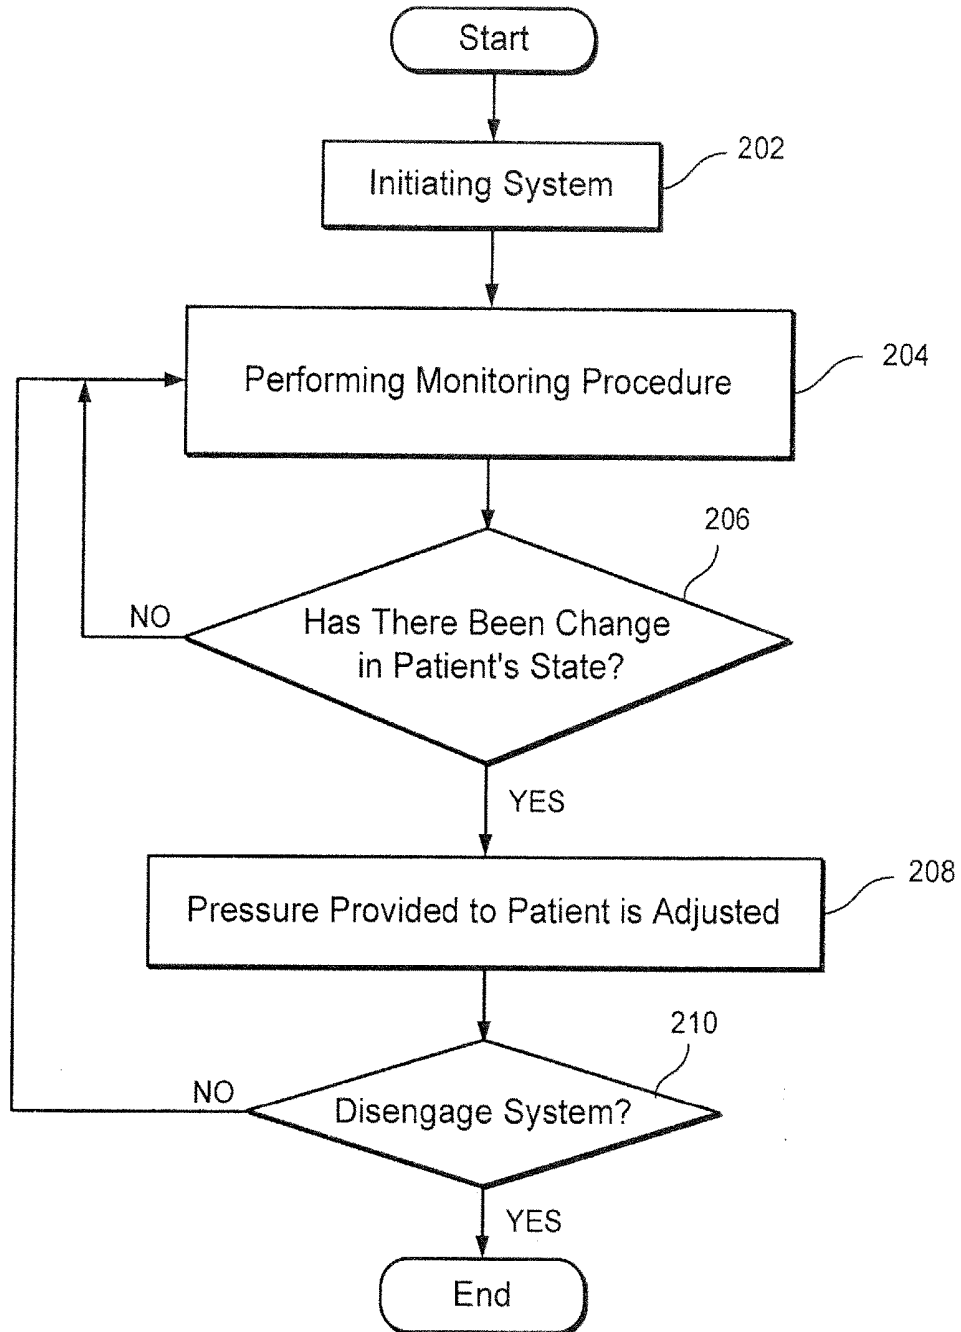 Start
202
Initiating System
204
Performing Monitoring Procedure
206
NO
Has There Been Change
in Patient's State?
YES
208
Pressure Provided to Patient is Adjusted
210
NO
Disengage System?
YES
End